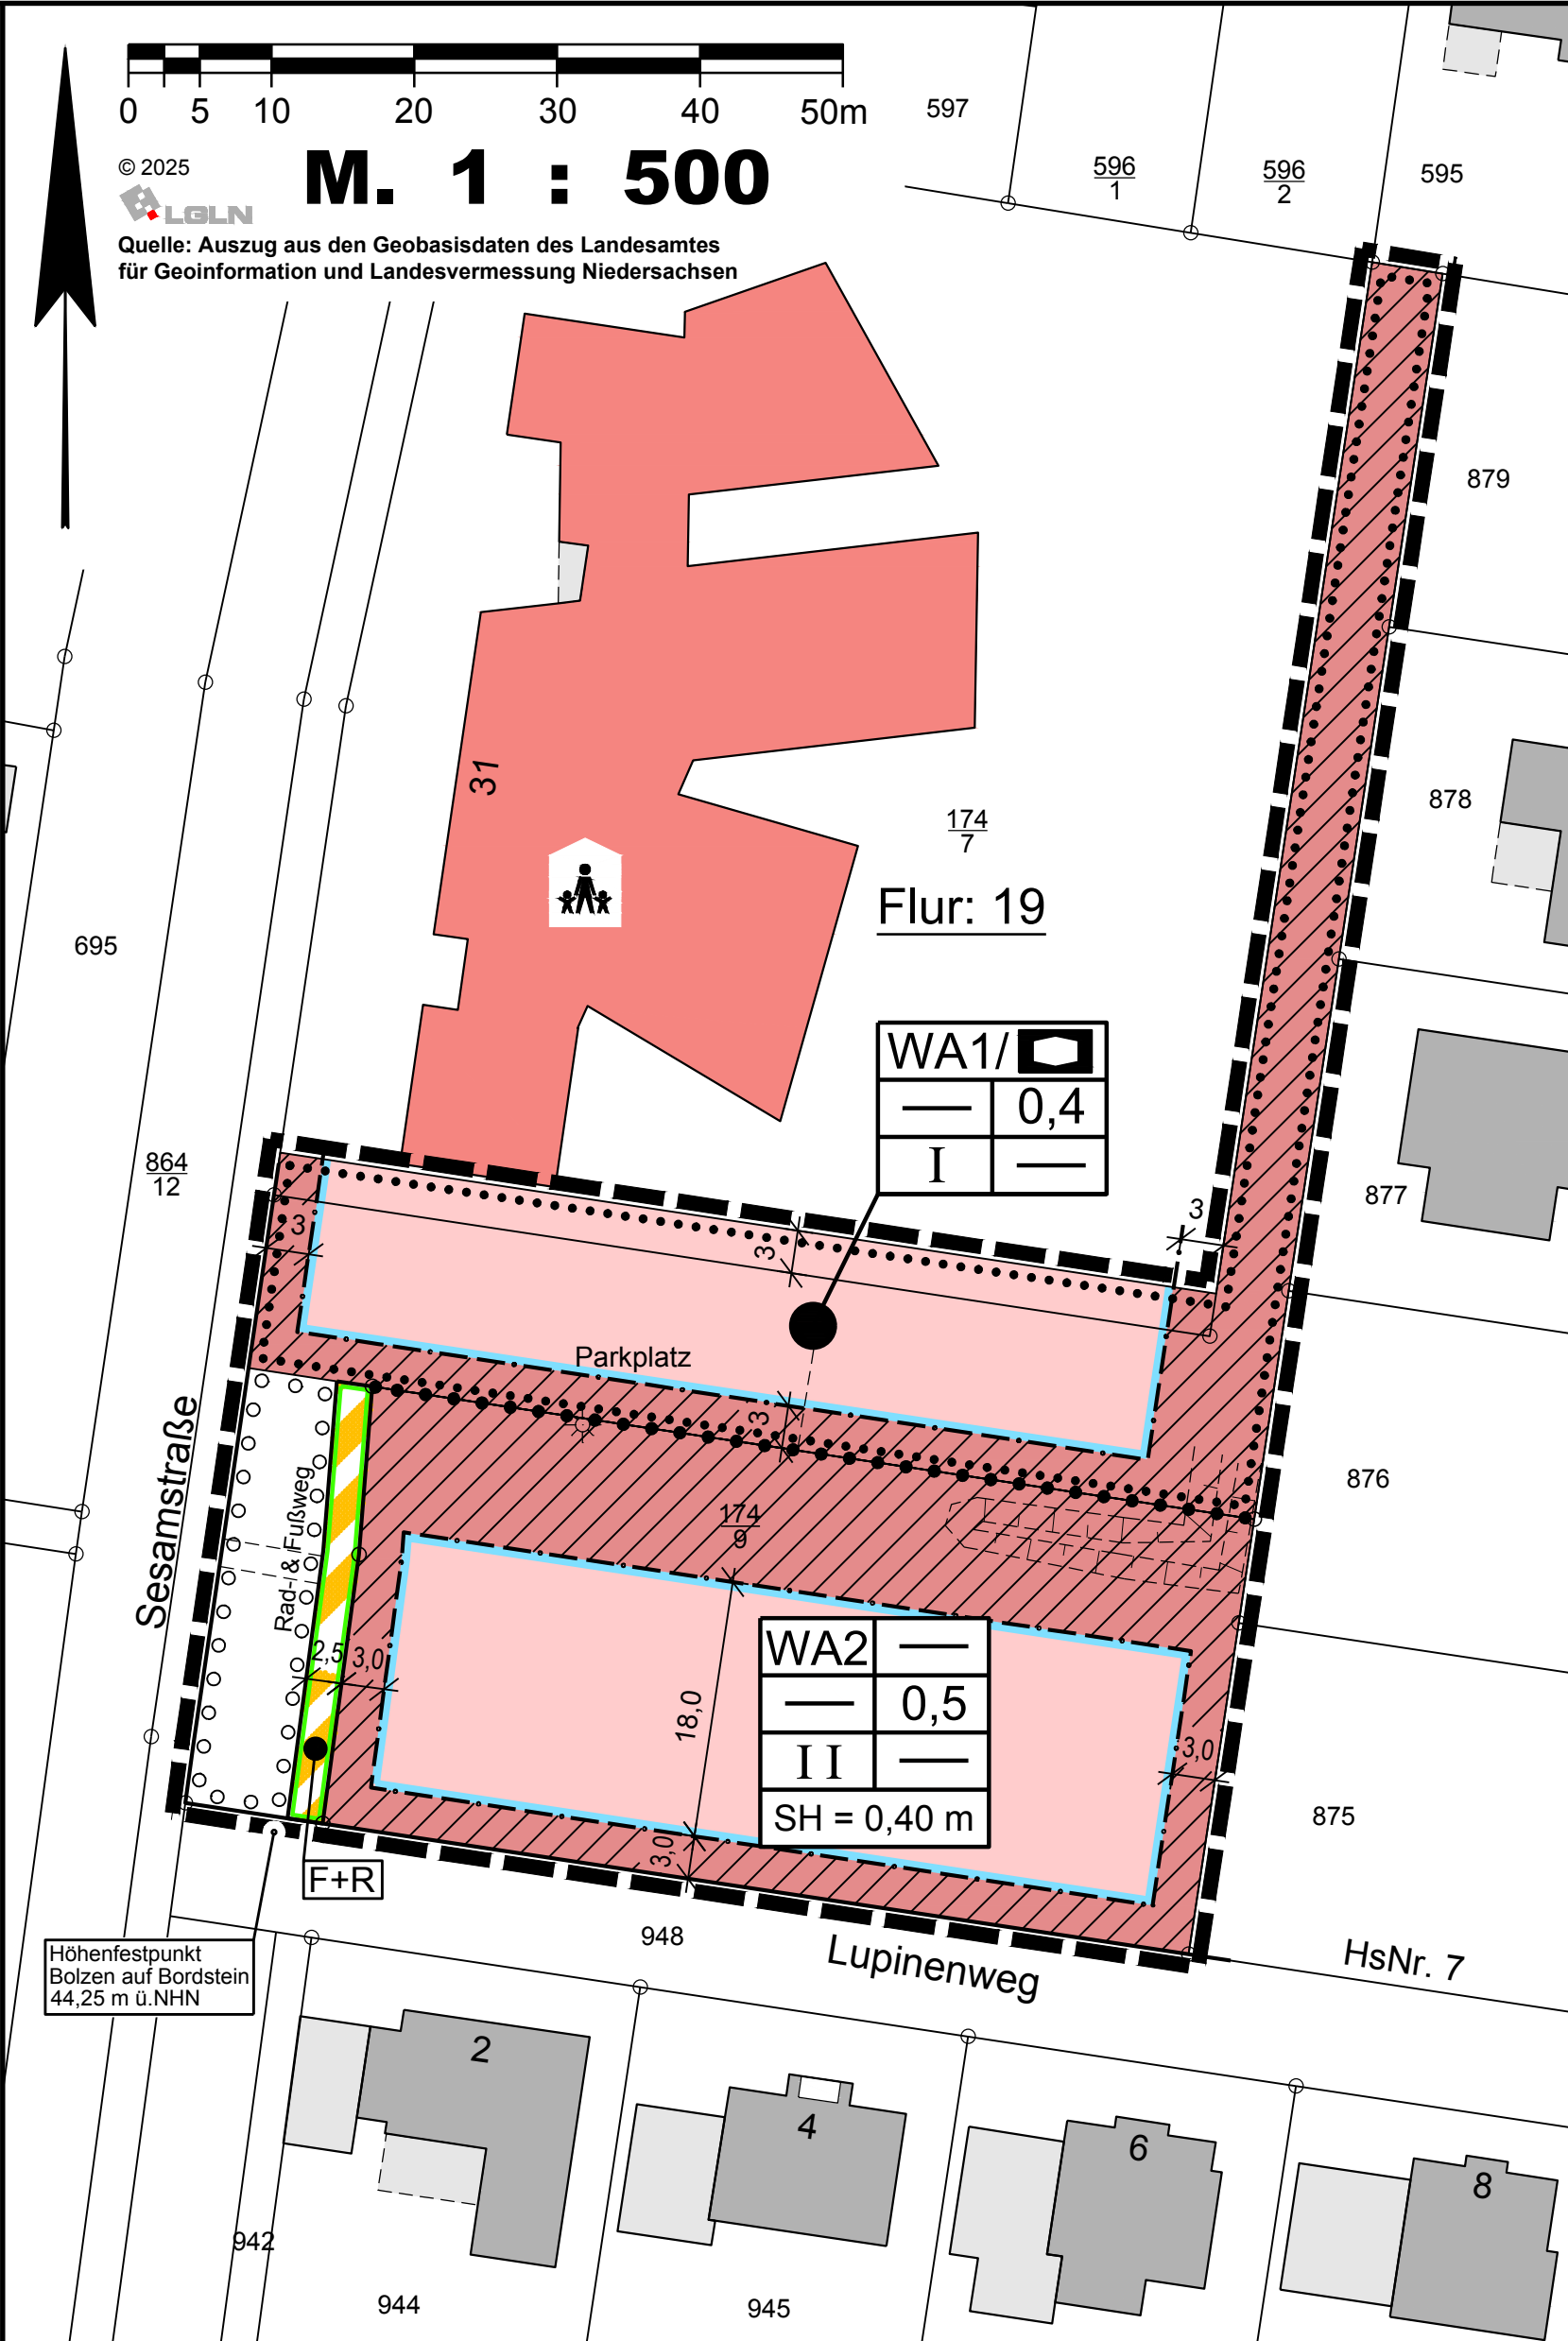 0 5 10 20 30 40 50m
© 2025
M. 1 : 500
LGLN
Quelle: Auszug aus den Geobasisdaten des Landesamtes
für Geoinformation und Landesvermessung Niedersachsen
597
596
1
596
2
595
879
31
174
7
878
Flur: 19
695
WA1/
0,4
I
864
12
877
3
3
3
Parkplatz
3
Sesamstraße
Rad- & Fußweg
174
9
876
2,5
3,0
WA2
0,5
18,0
II
3,0
SH = 0,40 m
875
3,0
F+R
948
Lupinenweg
HsNr. 7
Höhenfestpunkt
Bolzen auf Bordstein
44,25 m ü.NHN
2
4
6
8
942
944
945